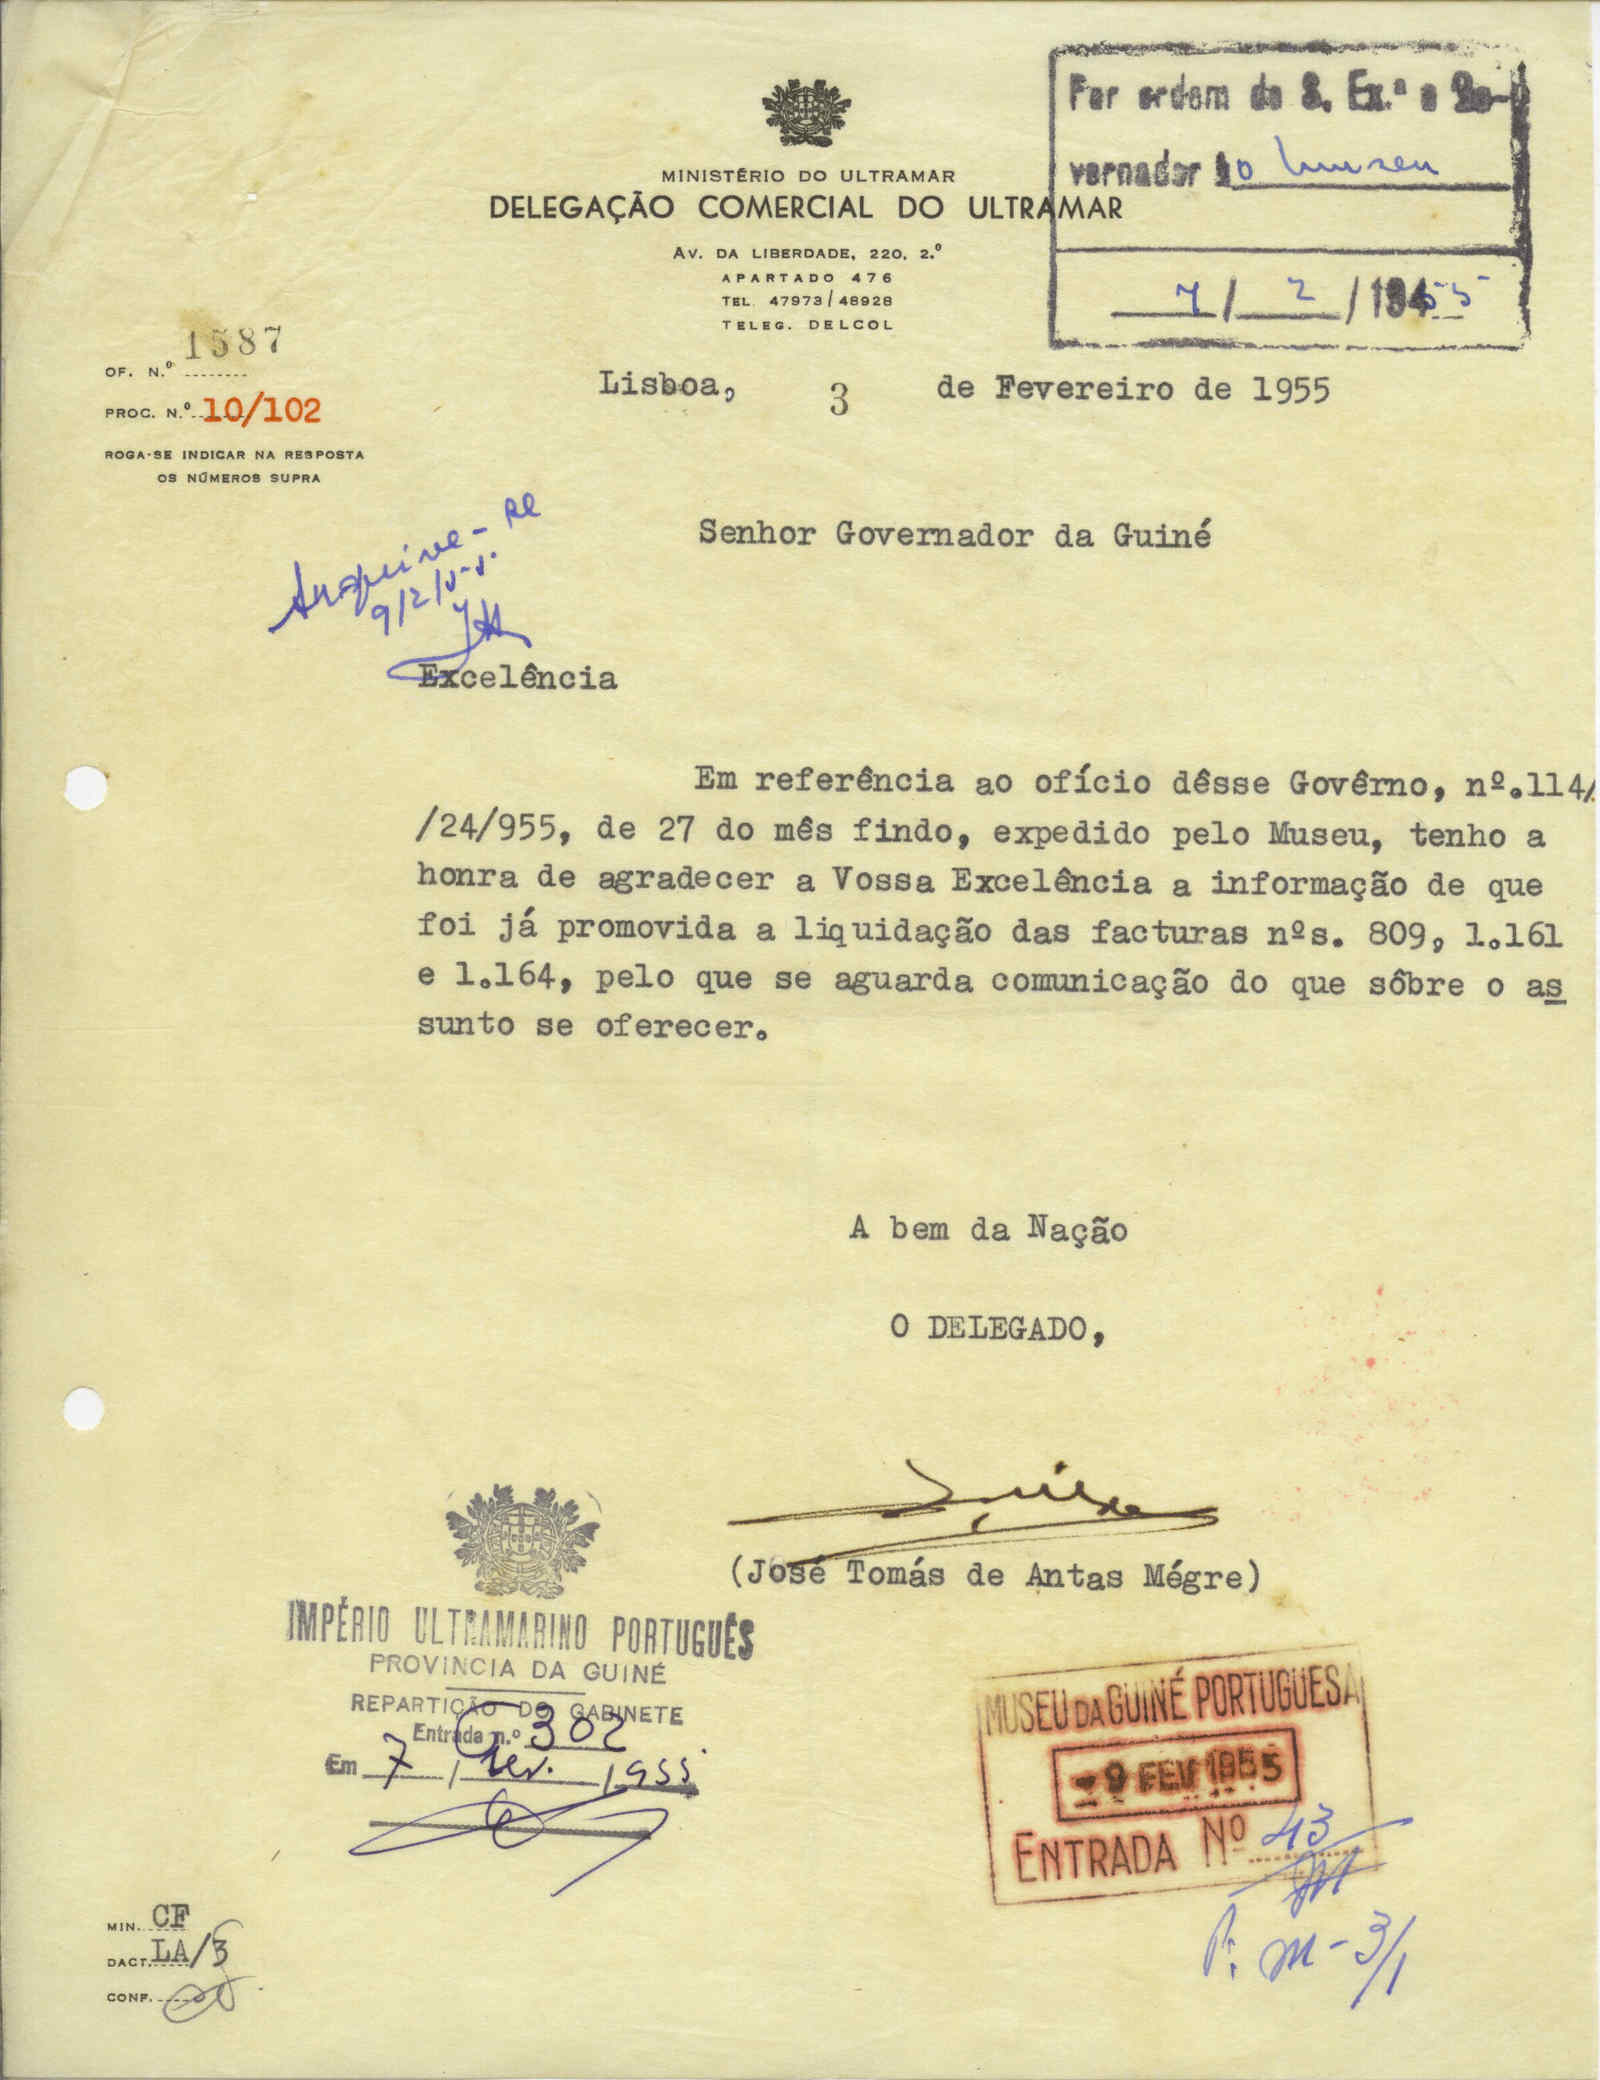 Por ordem de S. Ex.ª o Go-
vernador ao Museu
7 / 2 / 1955
MINISTÉRIO DO ULTRAMAR
DELEGAÇÃO COMERCIAL DO ULTRAMAR
AV. DA LIBERDADE, 220, 2.º
APARTADO 476
TEL. 47973/48928
TELEG. DELCOL
OF. N.º 1587
PROC. N.º 10/102
ROGA-SE INDICAR NA RESPOSTA
OS NÚMEROS SUPRA
Lisboa, 3 de Fevereiro de 1955
Senhor Governador da Guiné
Arquive-se
9/2/55.
Excelência
Em referência ao ofício dêsse Govêrno, nº.114/
/24/955, de 27 do mês findo, expedido pelo Museu, tenho a
honra de agradecer a Vossa Excelência a informação de que
foi já promovida a liquidação das facturas nºs. 809, 1.161
e 1.164, pelo que se aguarda comunicação do que sôbre o as
sunto se oferecer.
A bem da Nação
O DELEGADO,
(José Tomás de Antas Mégre)
IMPÉRIO ULTRAMARINO PORTUGUÊS
PROVÍNCIA DA GUINÉ
REPARTIÇÃO DO GABINETE
Entrada n.º 302
Em 7 / Fev. / 1955
MUSEU DA GUINÉ PORTUGUESA
-9 FEV 1955
ENTRADA Nº 43
P. M-3/1
MIN. CF
DACT. LA/3
CONF.